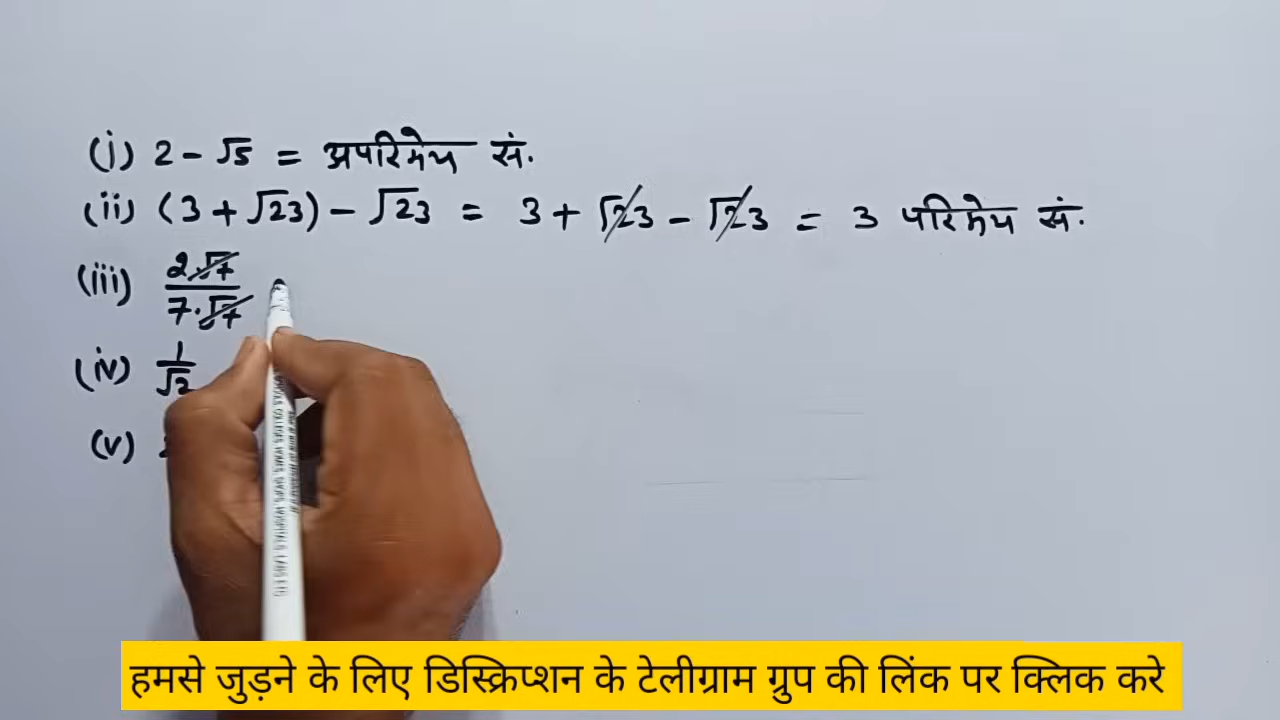 (i) 2 - √5 = अपरिमेय सं.
(ii) (3 + √23) - √23 = 3 + √23 - √23 = 3 परिमेय सं.
(iii) 2√7 / 7·√7
(iv) 1/√2
(v)
हमसे जुड़ने के लिए डिस्क्रिप्शन के टेलीग्राम ग्रुप की लिंक पर क्लिक करे